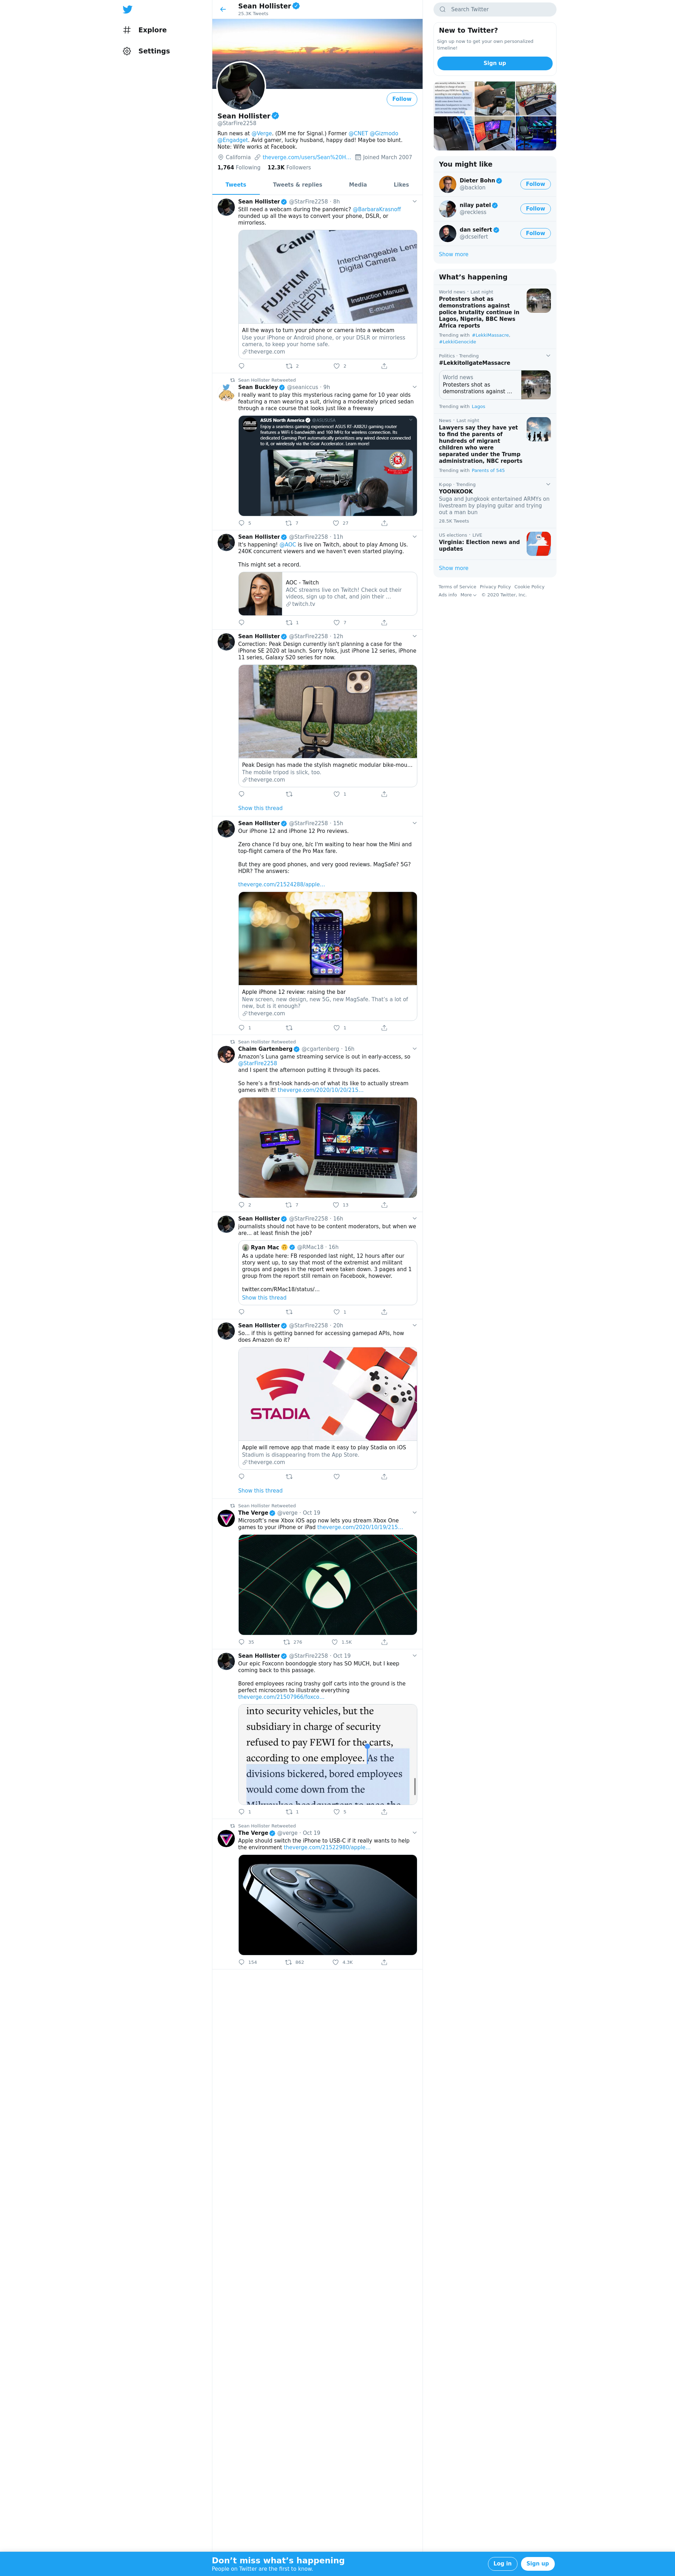 Explore
Settings
Sean Hollister
25.3K Tweets
Follow
Sean Hollister
@StarFire2258
Run news at @Verge. (DM me for Signal.) Former @CNET @Gizmodo
@Engadget. Avid gamer, lucky husband, happy dad! Maybe too blunt.
Note: Wife works at Facebook.
California theverge.com/users/Sean%20H… Joined March 2007
1,764 Following 12.3K Followers
Tweets Tweets & replies Media Likes
Sean Hollister @StarFire2258 · 8h
Still need a webcam during the pandemic? @BarbaraKrasnoff
rounded up all the ways to convert your phone, DSLR, or
mirrorless.
Canon
FUJIFILM
DIGITAL CAMERA
FINEPIX
Interchangeable Lens
Digital Camera
Instruction Manual
E-mount
All the ways to turn your phone or camera into a webcam
Use your iPhone or Android phone, or your DSLR or mirrorless
camera, to keep your home safe.
theverge.com
2 2
Sean Hollister Retweeted
Sean Buckley @seaniccus · 9h
I really want to play this mysterious racing game for 10 year olds
featuring a man wearing a suit, driving a moderately priced sedan
through a race course that looks just like a freeway
ASUS North America @ASUSUSA
Enjoy a seamless gaming experience! ASUS RT-AX82U gaming router
features a WiFi 6 bandwidth and 160 MHz for wireless connection. Its
dedicated Gaming Port automatically prioritizes any wired device connected
to it, or wirelessly via the Gear Accelerator. Learn more!
5 7 27
Sean Hollister @StarFire2258 · 11h
It's happening! @AOC is live on Twitch, about to play Among Us.
240K concurrent viewers and we haven't even started playing.
This might set a record.
AOC - Twitch
AOC streams live on Twitch! Check out their
videos, sign up to chat, and join their …
twitch.tv
1 7
Sean Hollister @StarFire2258 · 12h
Correction: Peak Design currently isn't planning a case for the
iPhone SE 2020 at launch. Sorry folks, just iPhone 12 series, iPhone
11 series, Galaxy S20 series for now.
Peak Design has made the stylish magnetic modular bike-mou…
The mobile tripod is slick, too.
theverge.com
1
Show this thread
Sean Hollister @StarFire2258 · 15h
Our iPhone 12 and iPhone 12 Pro reviews.
Zero chance I'd buy one, b/c I'm waiting to hear how the Mini and
top-flight camera of the Pro Max fare.
But they are good phones, and very good reviews. MagSafe? 5G?
HDR? The answers:
theverge.com/21524288/apple…
Apple iPhone 12 review: raising the bar
New screen, new design, new 5G, new MagSafe. That's a lot of
new, but is it enough?
theverge.com
1 1
Sean Hollister Retweeted
Chaim Gartenberg @cgartenberg · 16h
Amazon's Luna game streaming service is out in early-access, so
@StarFire2258
and I spent the afternoon putting it through its paces.
So here's a first-look hands-on of what its like to actually stream
games with it! theverge.com/2020/10/20/215…
2 7 13
Sean Hollister @StarFire2258 · 16h
journalists should not have to be content moderators, but when we
are... at least finish the job?
Ryan Mac @RMac18 · 16h
As a update here: FB responded last night, 12 hours after our
story went up, to say that most of the extremist and militant
groups and pages in the report were taken down. 3 pages and 1
group from the report still remain on Facebook, however.
twitter.com/RMac18/status/…
Show this thread
1
Sean Hollister @StarFire2258 · 20h
So... if this is getting banned for accessing gamepad APIs, how
does Amazon do it?
STADIA
Apple will remove app that made it easy to play Stadia on iOS
Stadium is disappearing from the App Store.
theverge.com
Show this thread
Sean Hollister Retweeted
The Verge @verge · Oct 19
Microsoft's new Xbox iOS app now lets you stream Xbox One
games to your iPhone or iPad theverge.com/2020/10/19/215…
35 276 1.5K
Sean Hollister @StarFire2258 · Oct 19
Our epic Foxconn boondoggle story has SO MUCH, but I keep
coming back to this passage.
Bored employees racing trashy golf carts into the ground is the
perfect microcosm to illustrate everything
theverge.com/21507966/foxco…
into security vehicles, but the
subsidiary in charge of security
refused to pay FEWI for the carts,
according to one employee. As the
divisions bickered, bored employees
would come down from the
Milwaukee headquarters to race the
1 1 5
Sean Hollister Retweeted
The Verge @verge · Oct 19
Apple should switch the iPhone to USB-C if it really wants to help
the environment theverge.com/21522980/apple…
154 862 4.3K
Search Twitter
New to Twitter?
Sign up now to get your own personalized
timeline!
Sign up
You might like
Dieter Bohn
@backlon
Follow
nilay patel
@reckless
Follow
dan seifert
@dcseifert
Follow
Show more
What's happening
World news · Last night
Protesters shot as
demonstrations against
police brutality continue in
Lagos, Nigeria, BBC News
Africa reports
Trending with #LekkiMassacre,
#LekkiGenocide
Politics · Trending
#LekkitollgateMassacre
World news
Protesters shot as
demonstrations against …
Trending with Lagos
News · Last night
Lawyers say they have yet
to find the parents of
hundreds of migrant
children who were
separated under the Trump
administration, NBC reports
Trending with Parents of 545
K-pop · Trending
YOONKOOK
Suga and Jungkook entertained ARMYs on
livestream by playing guitar and trying
out a man bun
28.5K Tweets
US elections · LIVE
Virginia: Election news and
updates
Show more
Terms of Service Privacy Policy Cookie Policy
Ads info More © 2020 Twitter, Inc.
Don't miss what's happening
People on Twitter are the first to know.
Log in Sign up